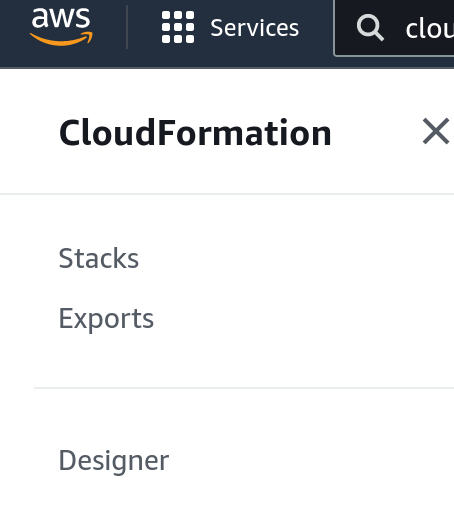 aws
Services
clou
CloudFormation
Stacks
Exports
Designer